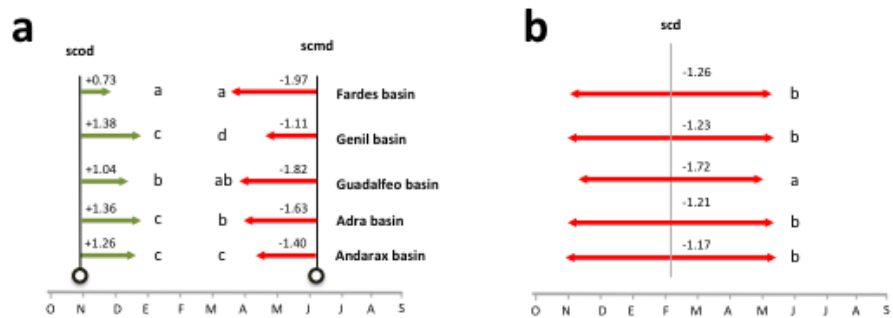 a
b
scod
scmd
scd
+0.73 a a -1.97 Fardes basin
+1.38 c d -1.11 Genil basin
+1.04 b ab -1.82 Guadalfeo basin
+1.36 c b -1.63 Adra basin
+1.26 c c -1.40 Andarax basin
O N D E F M A M J J A S
-1.26 b
-1.23 b
-1.72 a
-1.21 b
-1.17 b
O N D E F M A M J J A S